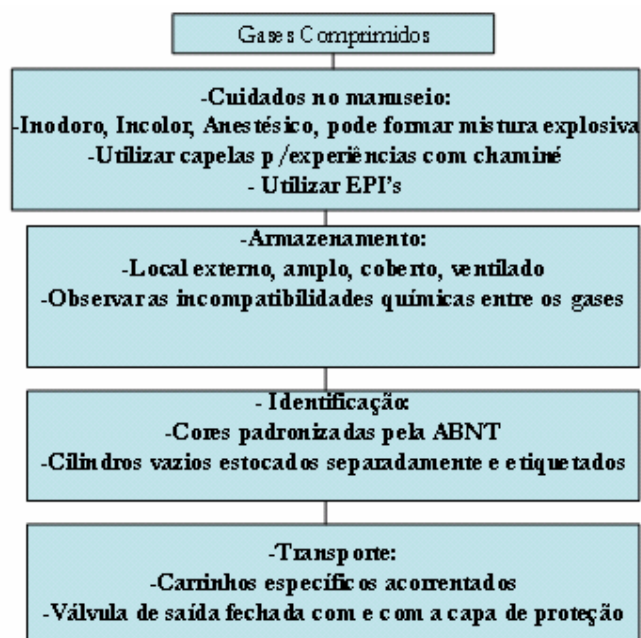 Gases Comprimidos
-Cuidados no manuseio:
-Inodoro, Incolor, Anestésico, pode formar mistura explosiva
-Utilizar capelas p/experiências com chaminé
- Utilizar EPI's
-Armazenamento:
-Local externo, amplo, coberto, ventilado
-Observar as incompatibilidades químicas entre os gases
- Identificação:
-Cores padronizadas pela ABNT
-Cilindros vazios estocados separadamente e etiquetados
-Transporte:
-Carrinhos específicos acorrentados
-Válvula de saída fechada com e com a capa de proteção